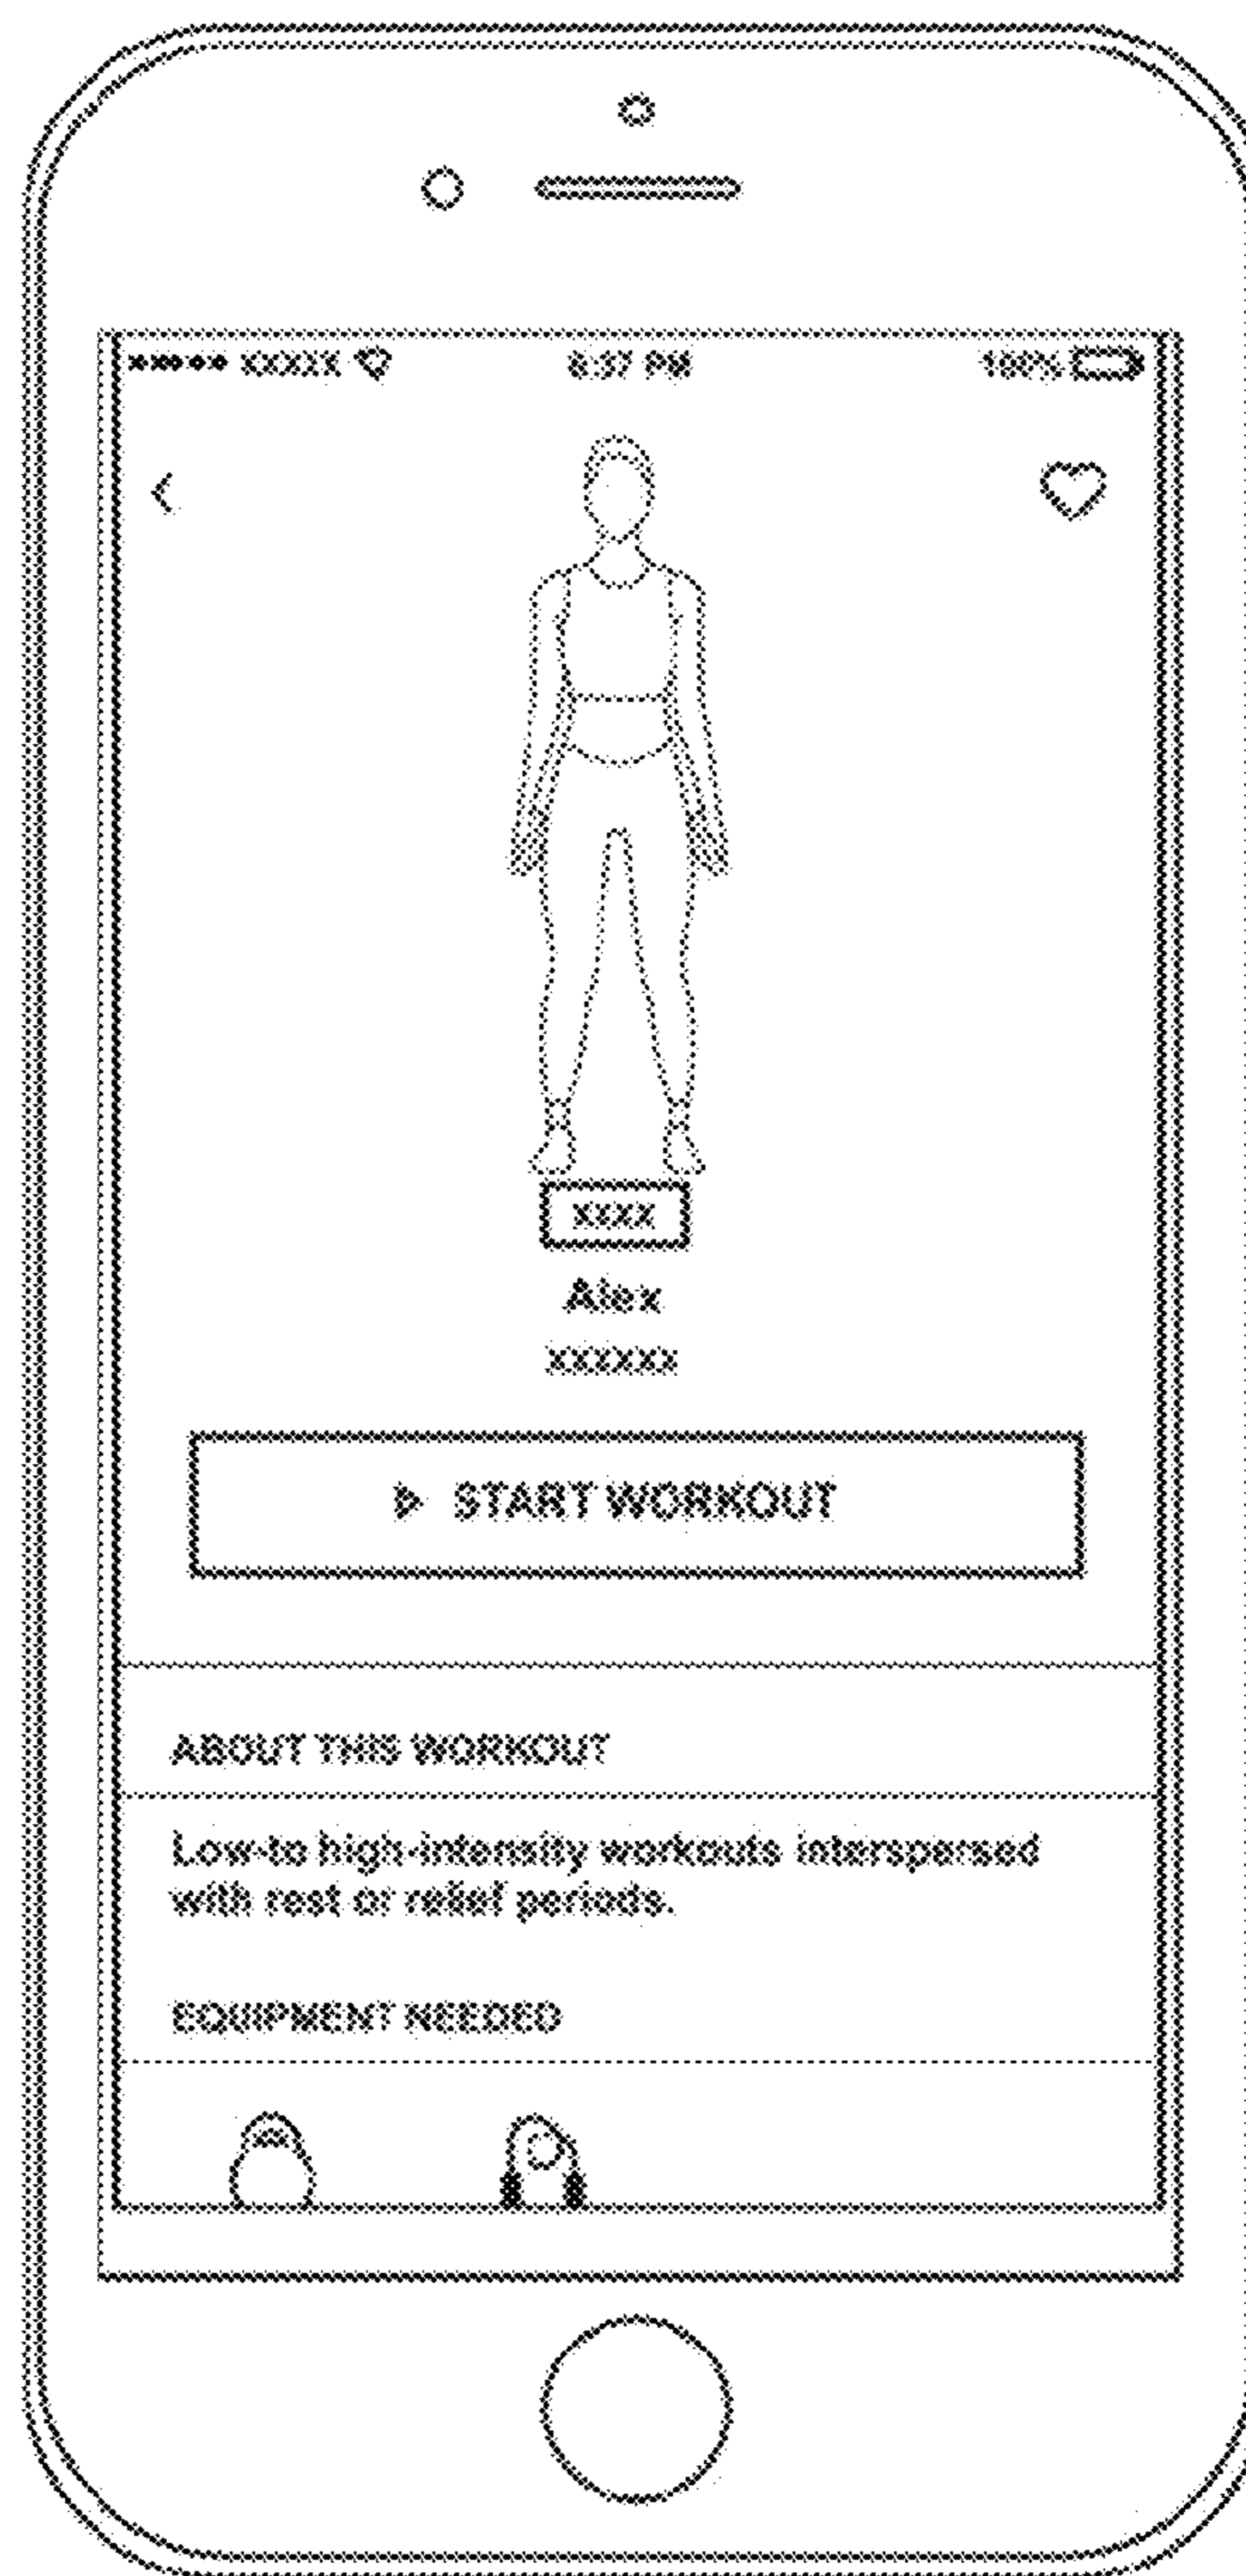 XXXXX 8:37 PM 100%
XXXX
Alex
XXXXXX
START WORKOUT
ABOUT THIS WORKOUT
Low-to high-intensity workouts interspersed
with rest or relief periods.
EQUIPMENT NEEDED